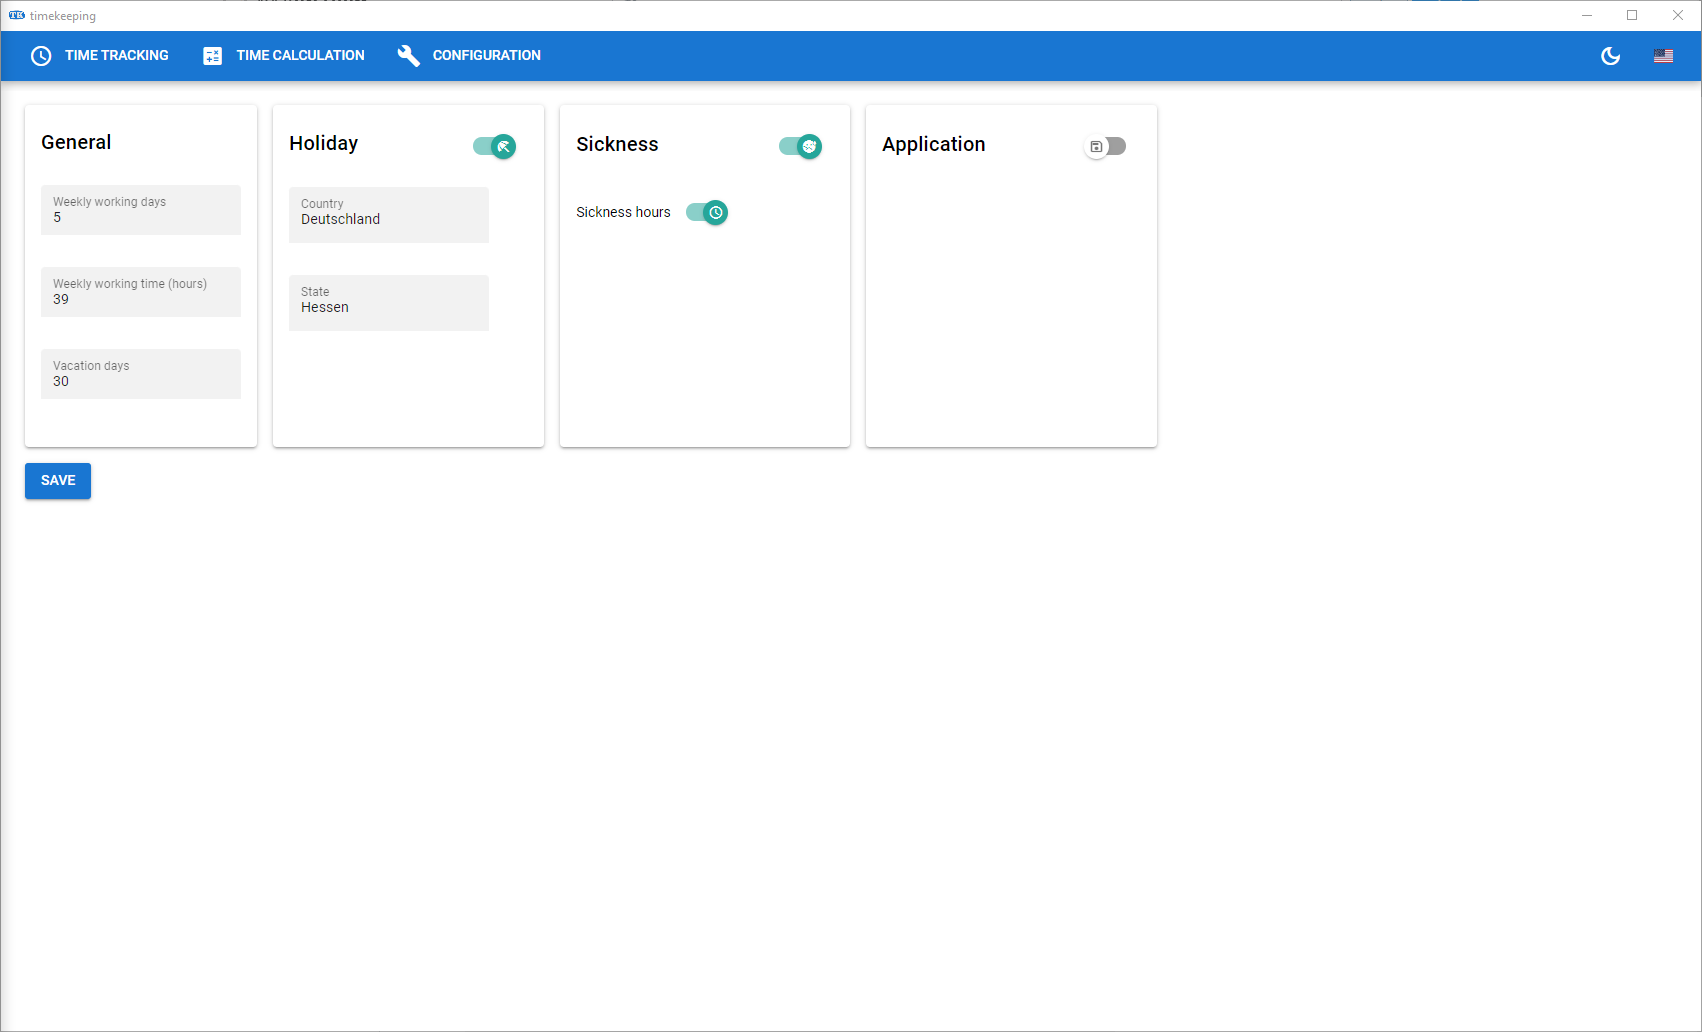 timekeeping
TIME TRACKING
TIME CALCULATION
CONFIGURATION
General
Weekly working days
5
Weekly working time (hours)
39
Vacation days
30
Holiday
Country
Deutschland
State
Hessen
Sickness
Sickness hours
Application
SAVE